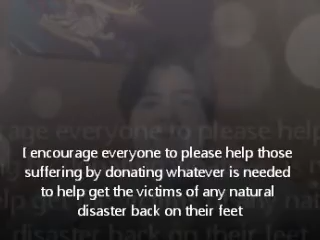 I encourage everyone to please help those
suffering by donating whatever is needed
to help get the victims of any natural
disaster back on their feet